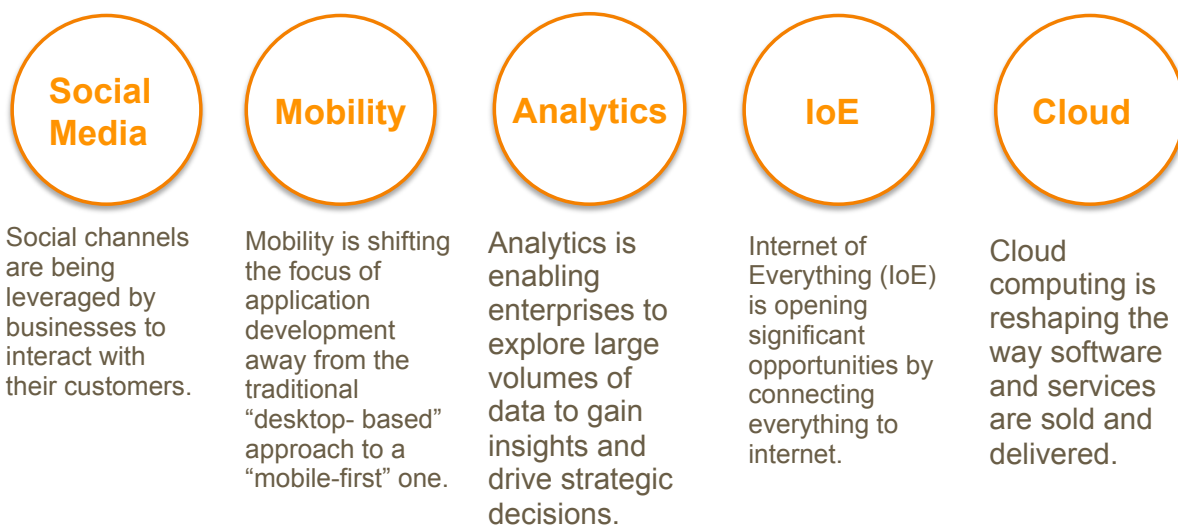 Social
Media
Mobility
Analytics
IoE
Cloud
Social channels
are being
leveraged by
businesses to
interact with
their customers.
Mobility is shifting
the focus of
application
development
away from the
traditional
“desktop- based”
approach to a
“mobile-first” one.
Analytics is
enabling
enterprises to
explore large
volumes of
data to gain
insights and
drive strategic
decisions.
Internet of
Everything (IoE)
is opening
significant
opportunities by
connecting
everything to
internet.
Cloud
computing is
reshaping the
way software
and services
are sold and
delivered.